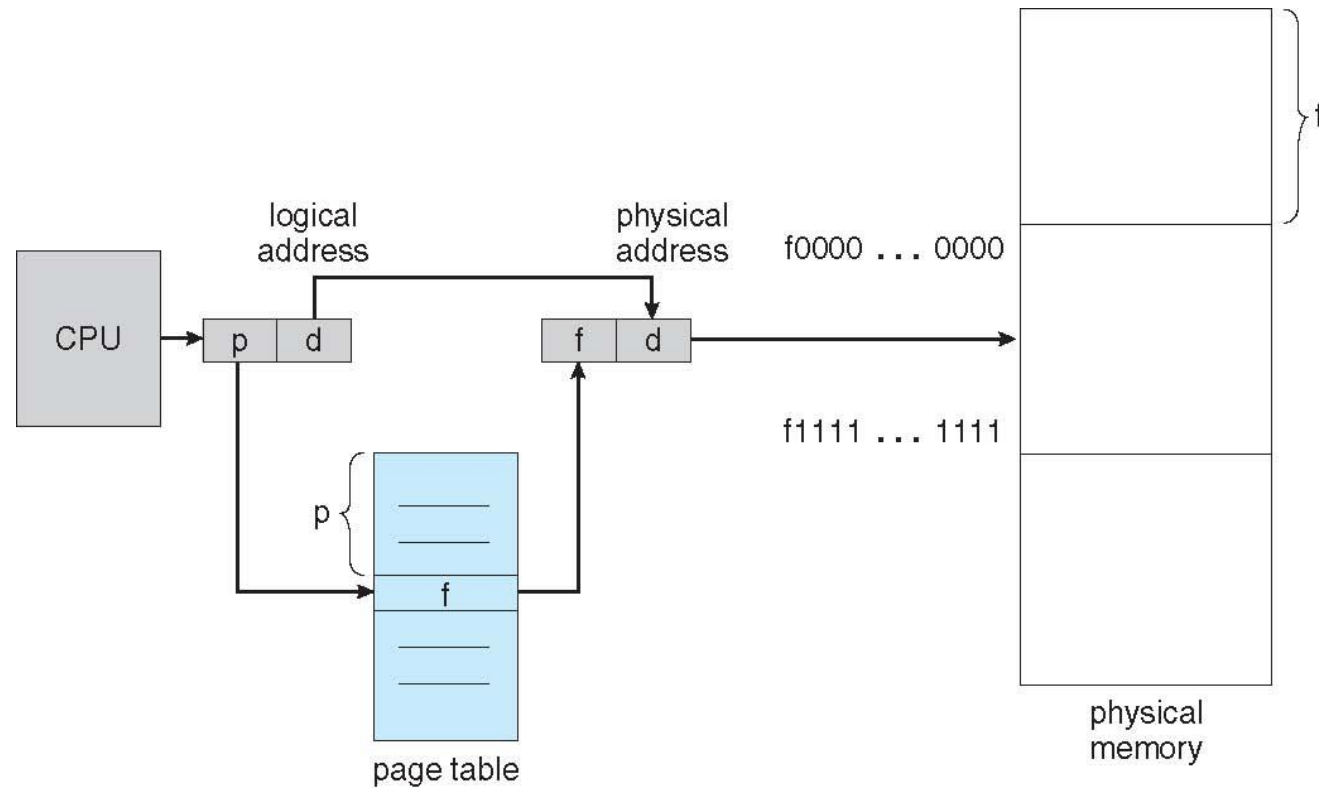 f
logical
address
physical
address
f0000 ... 0000
CPU
p d
f d
f1111 ... 1111
p
f
physical
memory
page table